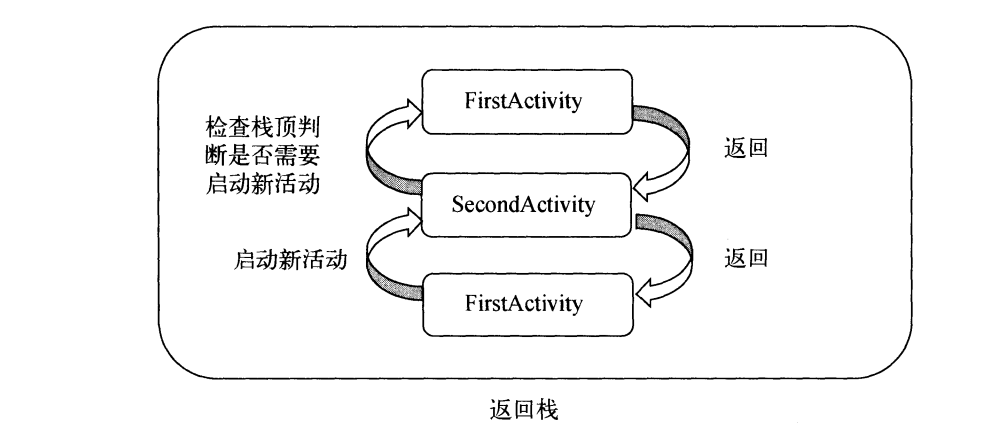 FirstActivity
检查栈顶判
断是否需要
启动新活动
返回
SecondActivity
启动新活动
返回
FirstActivity
返回栈